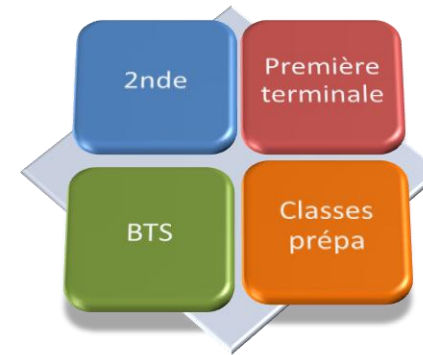 2nde
Première
terminale
BTS
Classes
prépa